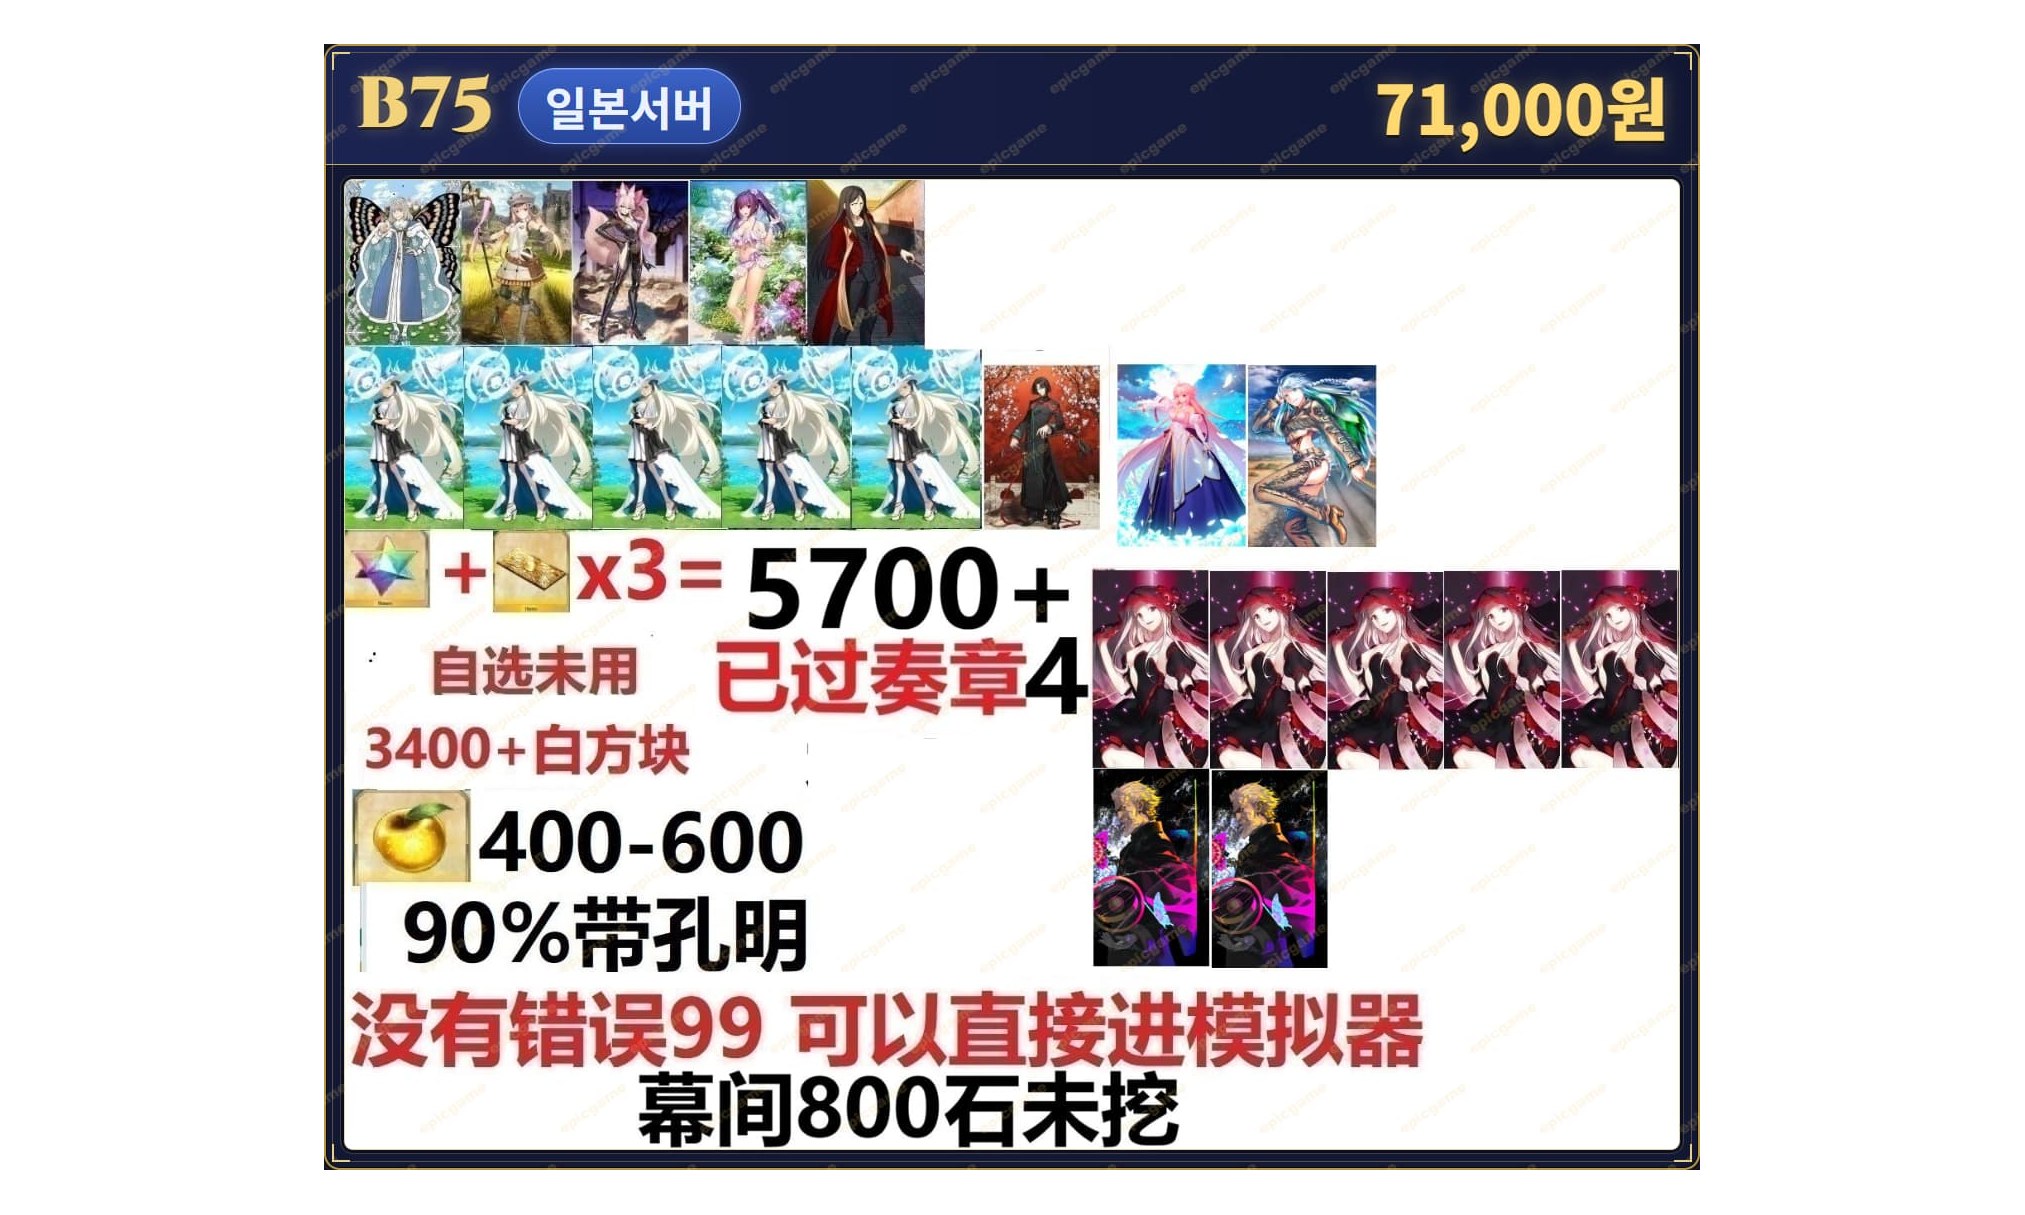 B75 일본서버 71,000원
+ x3= 5700+
自选未用 已过奏章4
3400+白方块
400-600
90%带孔明
没有错误99 可以直接进模拟器
幕间800石未挖
epicgame